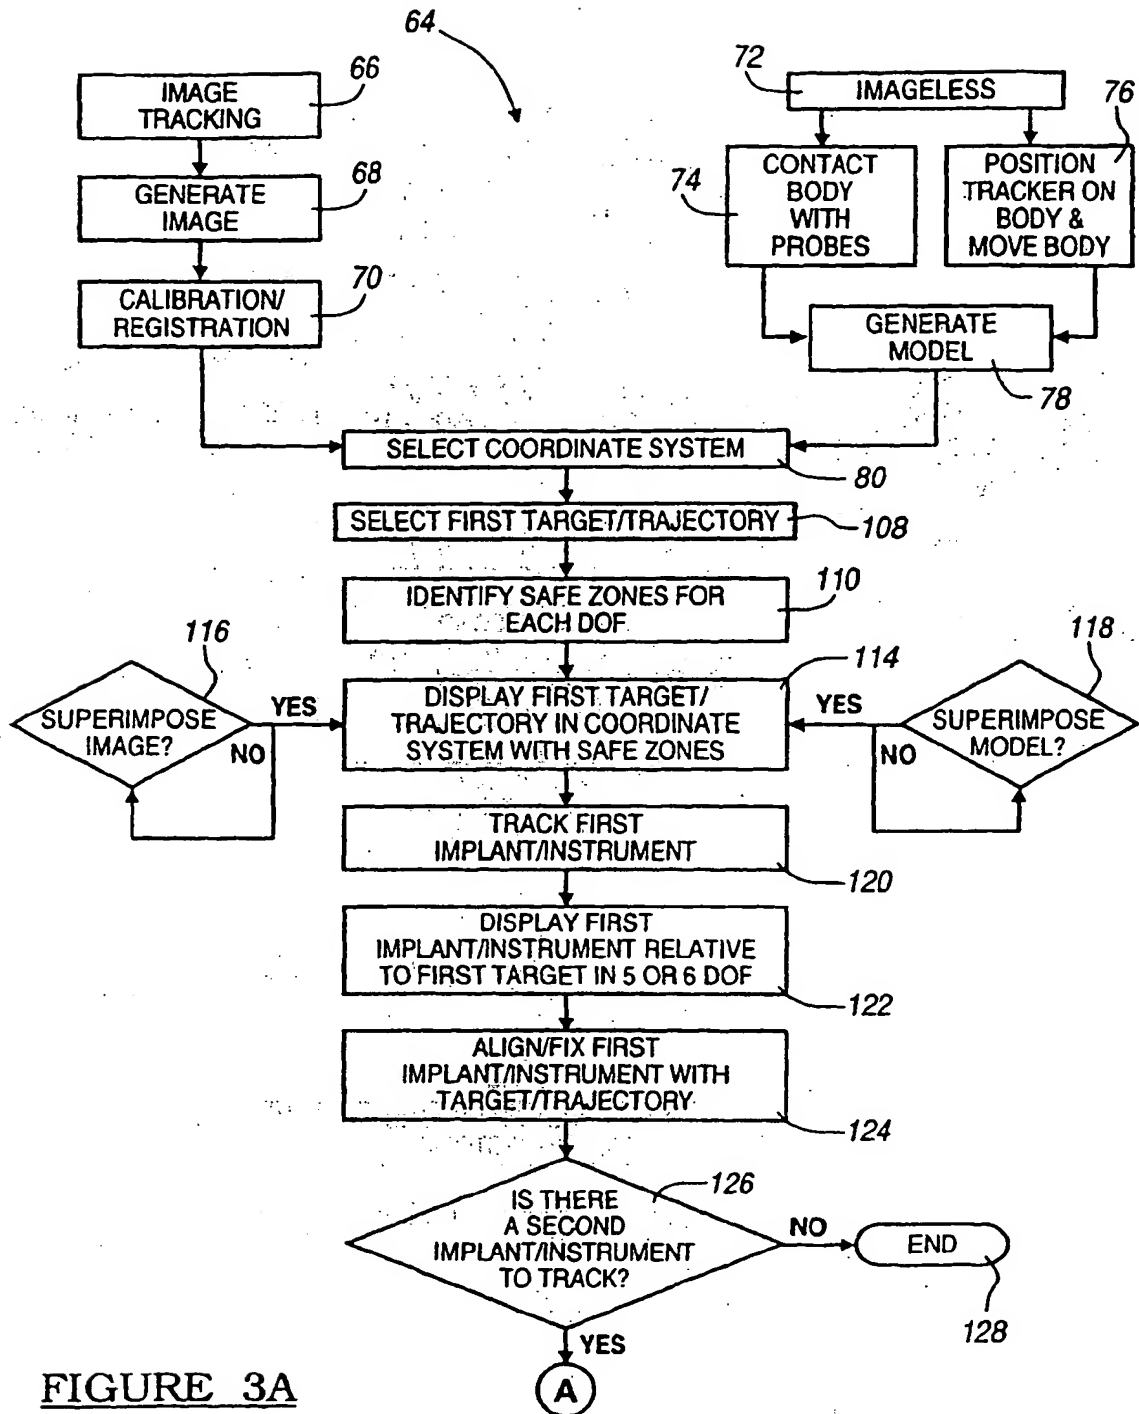 64
66
IMAGE
TRACKING
68
GENERATE
IMAGE
70
CALIBRATION/
REGISTRATION
72
IMAGELESS
74
CONTACT
BODY
WITH
PROBES
76
POSITION
TRACKER ON
BODY &
MOVE BODY
GENERATE
MODEL
78
SELECT COORDINATE SYSTEM
80
SELECT FIRST TARGET/TRAJECTORY
108
IDENTIFY SAFE ZONES FOR
EACH DOF
110
116
SUPERIMPOSE
IMAGE?
YES
NO
DISPLAY FIRST TARGET/
TRAJECTORY IN COORDINATE
SYSTEM WITH SAFE ZONES
114
118
SUPERIMPOSE
MODEL?
YES
NO
TRACK FIRST
IMPLANT/INSTRUMENT
120
DISPLAY FIRST
IMPLANT/INSTRUMENT RELATIVE
TO FIRST TARGET IN 5 OR 6 DOF
122
ALIGN/FIX FIRST
IMPLANT/INSTRUMENT WITH
TARGET/TRAJECTORY
124
126
IS THERE
A SECOND
IMPLANT/INSTRUMENT
TO TRACK?
NO
END
128
YES
A
FIGURE 3A